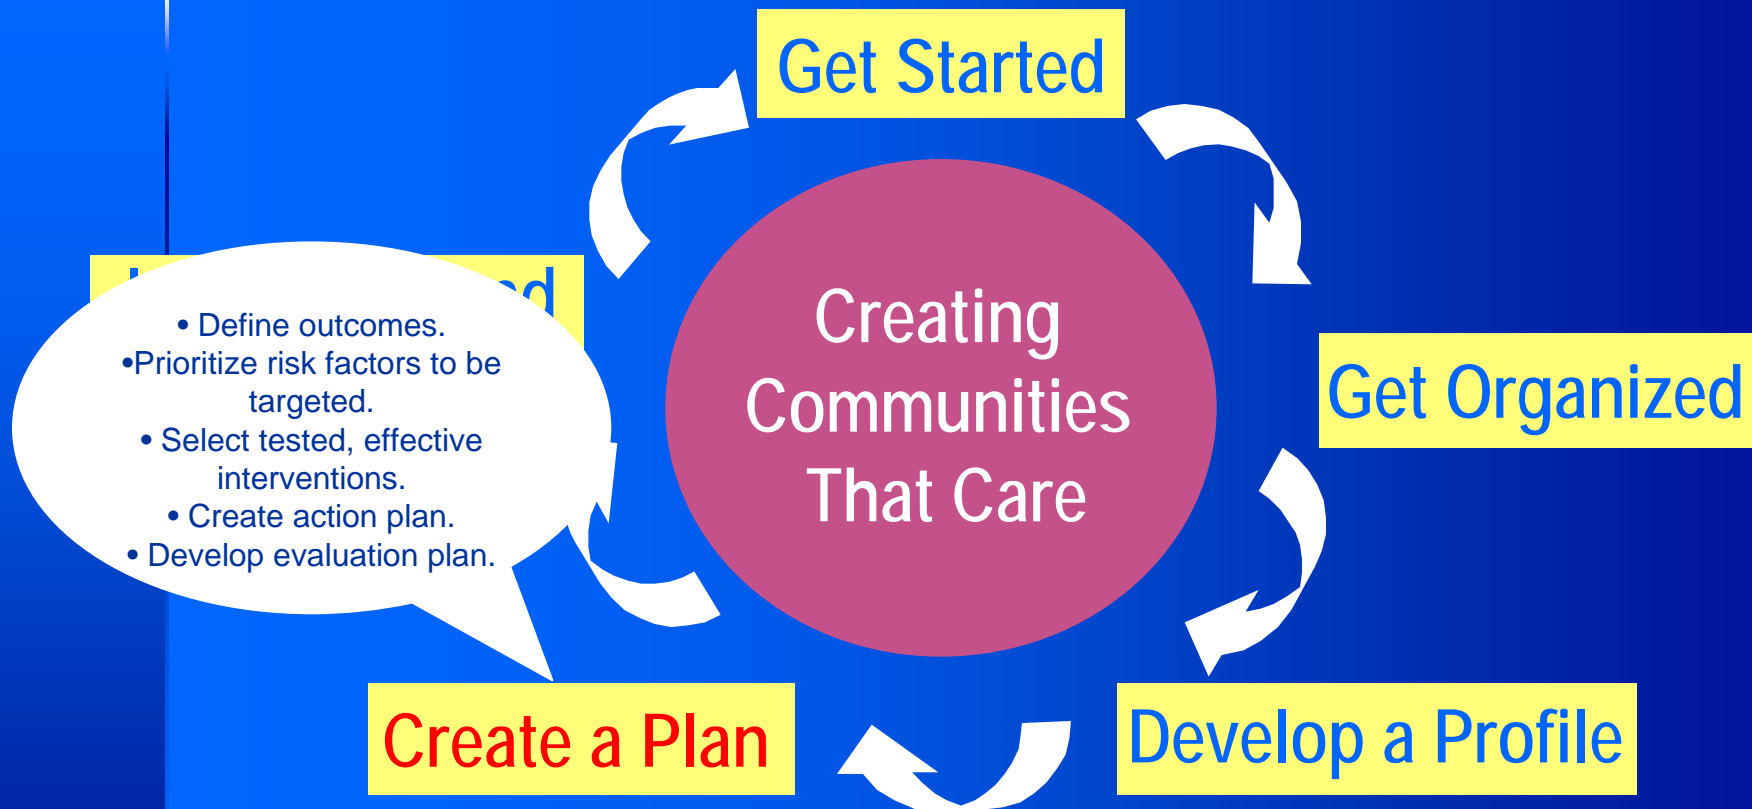 Get Started
Creating
Communities
That Care
Get Organized
Develop a Profile
Create a Plan
• Define outcomes.
•Prioritize risk factors to be
targeted.
• Select tested, effective
interventions.
• Create action plan.
• Develop evaluation plan.